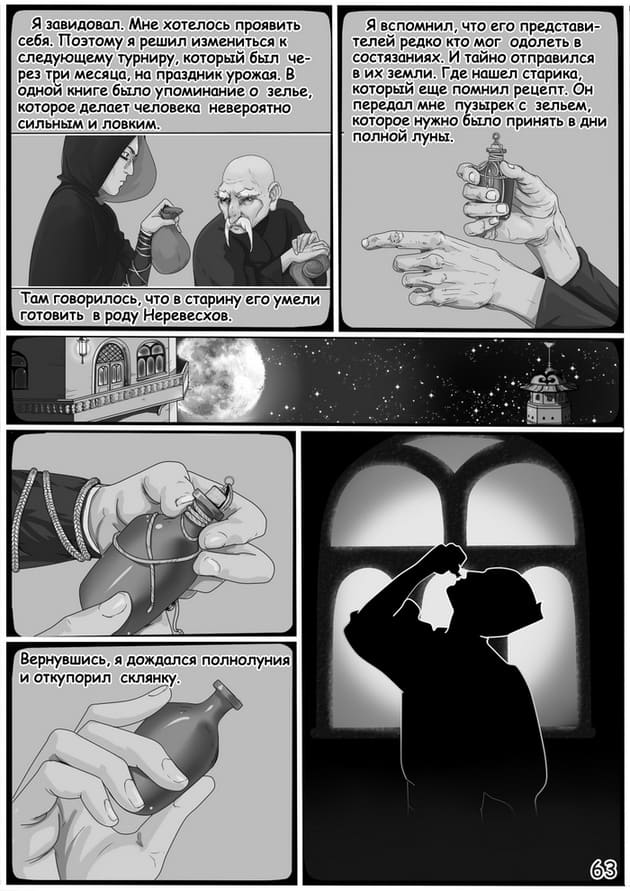 Я завидовал. Мне хотелось проявить
себя. Поэтому я решил измениться к
следующему турниру, который был че-
рез три месяца, на праздник урожая. В
одной книге было упоминание о зелье,
которое делает человека невероятно
сильным и ловким.
Там говорилось, что в старину его умели
готовить в роду Неревесхов.
Я вспомнил, что его представи-
телей редко кто мог одолеть в
состязаниях. И тайно отправился
в их земли. Где нашел старика,
который еще помнил рецепт. Он
передал мне пузырек с зельем,
которое нужно было принять в дни
полной луны.
Вернувшись, я дождался полнолуния
и откупорил склянку.
63